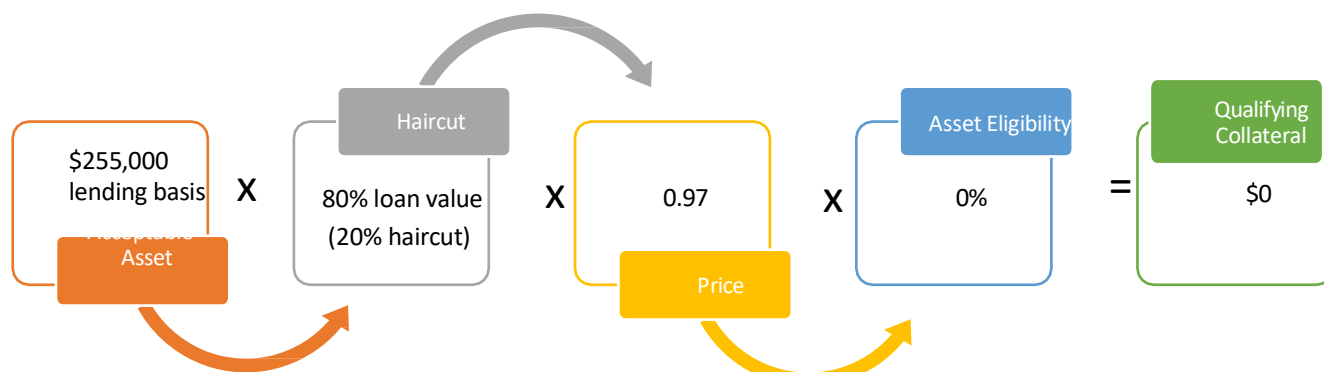 $255,000
lending basis
Acceptable
Asset
X
Haircut
80% loan value
(20% haircut)
X
0.97
Price
X
Asset Eligibility
0%
=
Qualifying
Collateral
$0